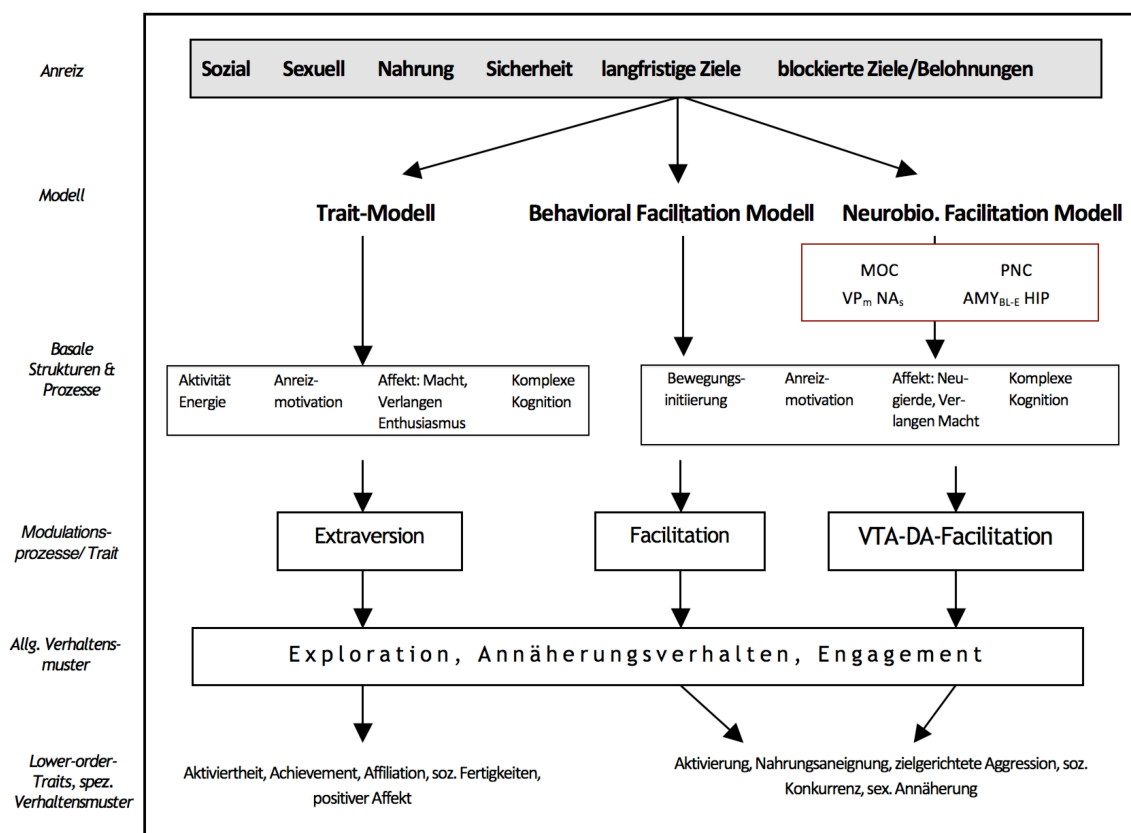 Anreiz
Sozial Sexuell Nahrung Sicherheit langfristige Ziele blockierte Ziele/Belohnungen
Modell
Trait-Modell
Behavioral Facilitation Modell
Neurobio. Facilitation Modell
MOC PNC
VPm NAs AMYBL-E HIP
Basale
Strukturen &
Prozesse
Aktivität
Energie
Anreiz-
motivation
Affekt: Macht,
Verlangen
Enthusiasmus
Komplexe
Kognition
Bewegungs-
initiierung
Anreiz-
motivation
Affekt: Neu-
gierde, Ver-
langen Macht
Komplexe
Kognition
Modulations-
prozesse/ Trait
Extraversion
Facilitation
VTA-DA-Facilitation
Allg. Verhaltens-
muster
Exploration, Annäherungsverhalten, Engagement
Lower-order-
Traits, spez.
Verhaltensmuster
Aktiviertheit, Achievement, Affiliation, soz. Fertigkeiten,
positiver Affekt
Aktivierung, Nahrungsaneignung, zielgerichtete Aggression, soz.
Konkurrenz, sex. Annäherung